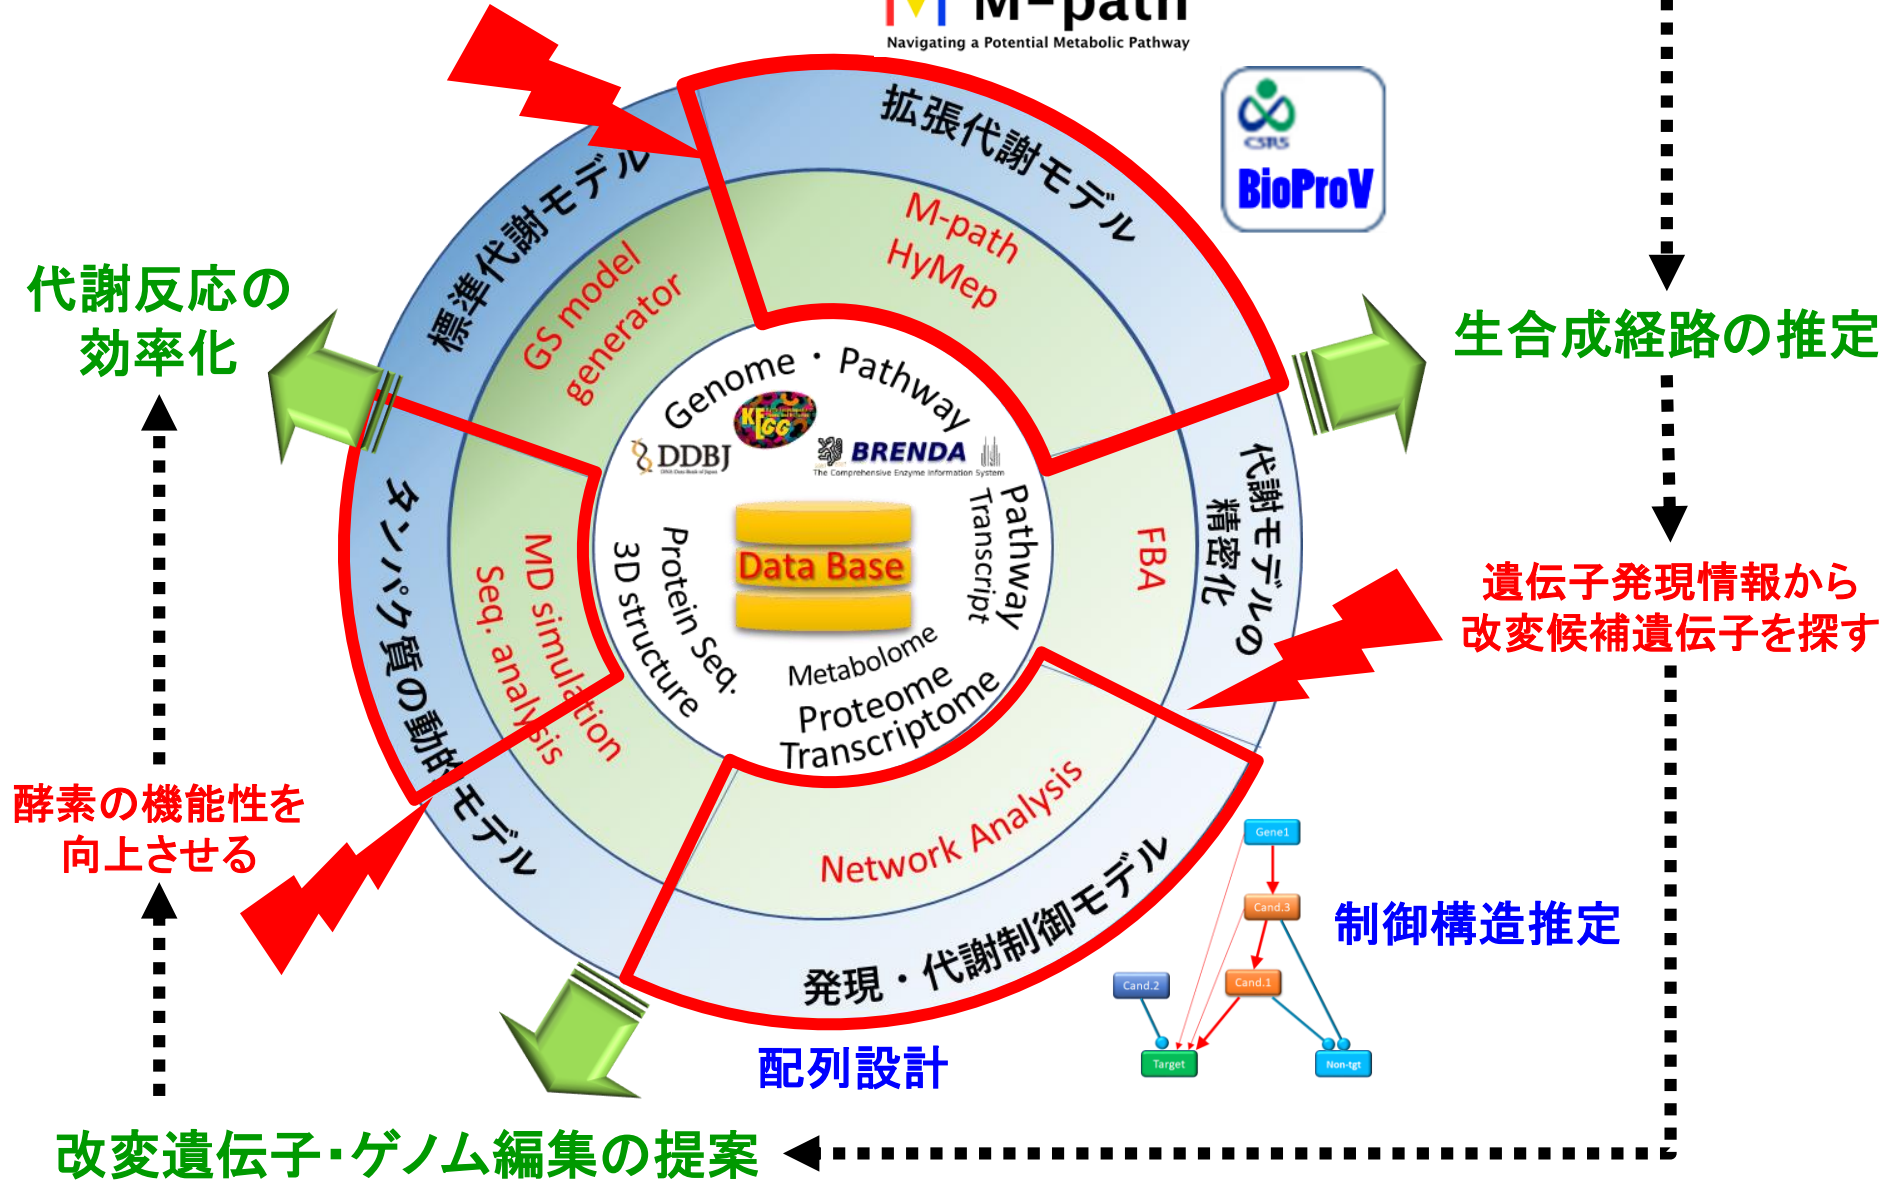 M-path
Navigating a Potential Metabolic Pathway
CSRS
BioProV
拡張代謝モデル
M-path
HyMep
標準代謝モデル
GS model
generator
代謝反応の
効率化
生合成経路の推定
Genome・Pathway
KEGG
DDBJ
BRENDA
The Comprehensive Enzyme Information System
Pathway
Transcript
Data Base
Protein Seq.
3D structure
Metabolome
Proteome
Transcriptome
代謝モデルの
精密化
FBA
タンパク質の動的モデル
MD simulation
Seq. analysis
遺伝子発現情報から
改変候補遺伝子を探す
酵素の機能性を
向上させる
Network Analysis
発現・代謝制御モデル
Gene1
Cand.3
Cand.2
Cand.1
Target
Non-tgt
制御構造推定
配列設計
改変遺伝子・ゲノム編集の提案